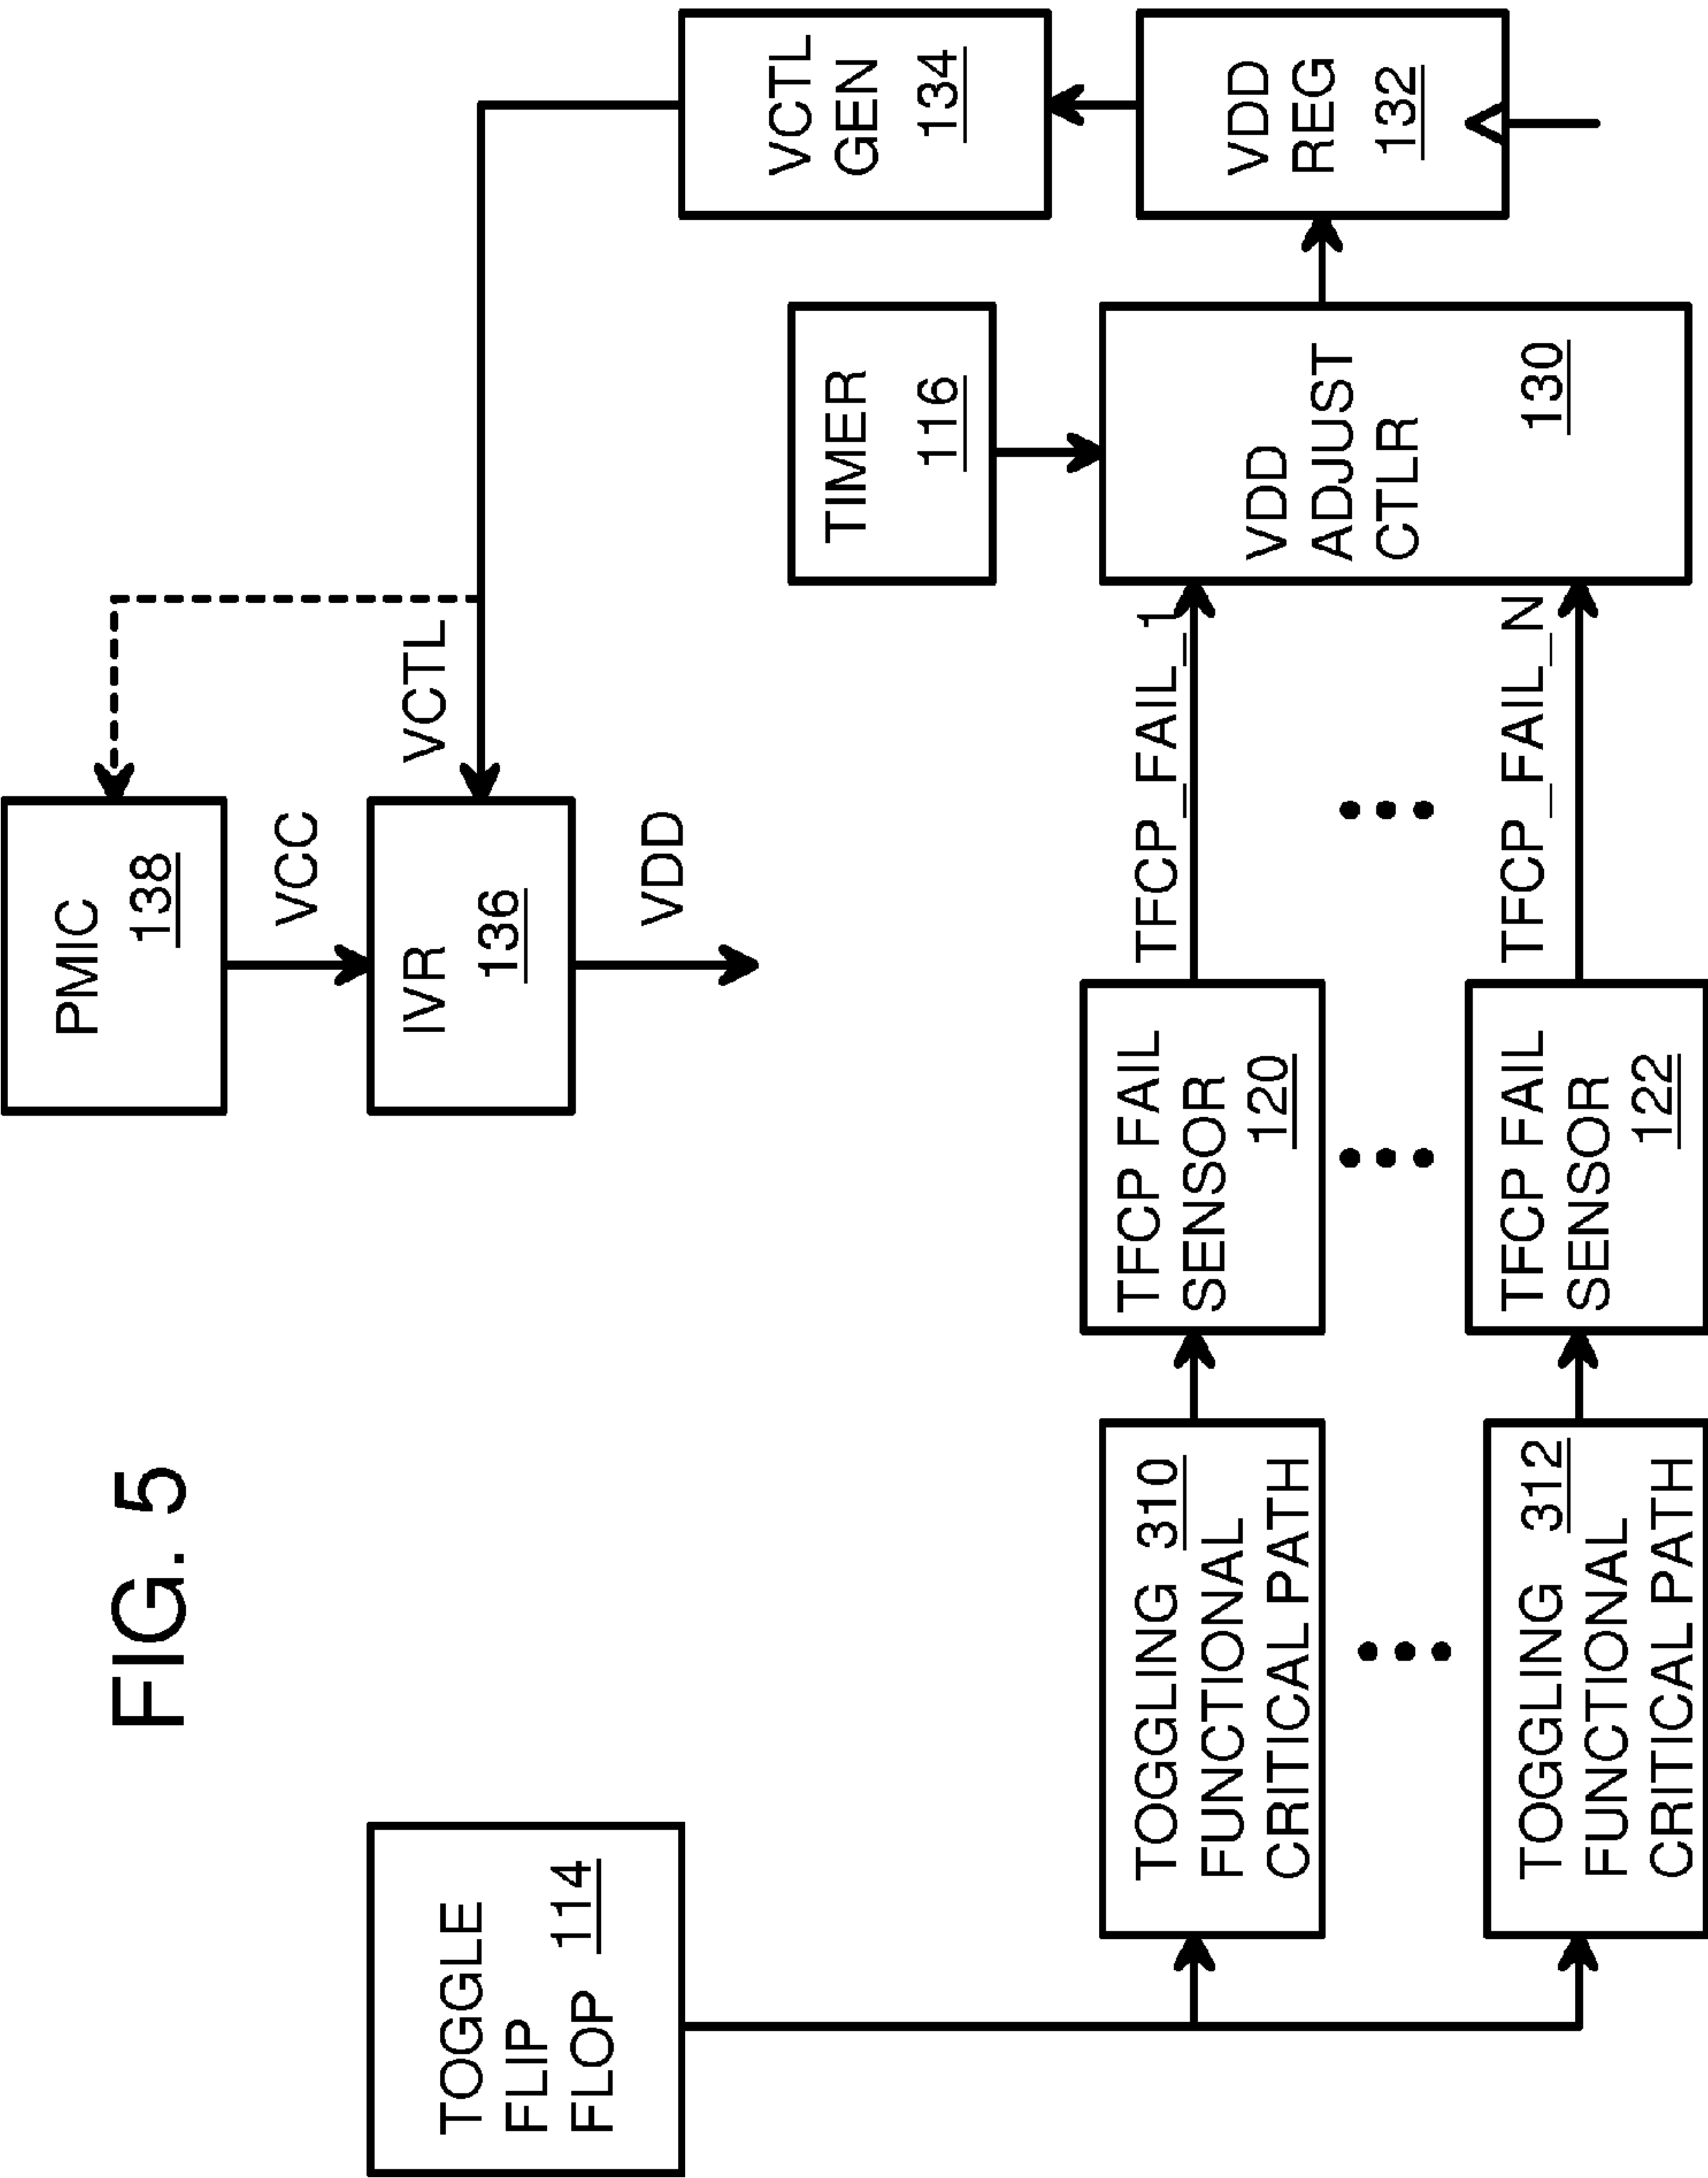 FIG. 5
PMIC
138
VCC
IVR
136
VCTL
VDD
TOGGLE
FLIP
FLOP 114
TIMER
116
VCTL
GEN
134
TOGGLING 310
FUNCTIONAL
CRITICAL PATH
TFCP FAIL
SENSOR
120
TFCP_FAIL_1
VDD
ADJUST
CTLR
130
VDD
REG
132
TOGGLING 312
FUNCTIONAL
CRITICAL PATH
TFCP FAIL
SENSOR
122
TFCP_FAIL_N